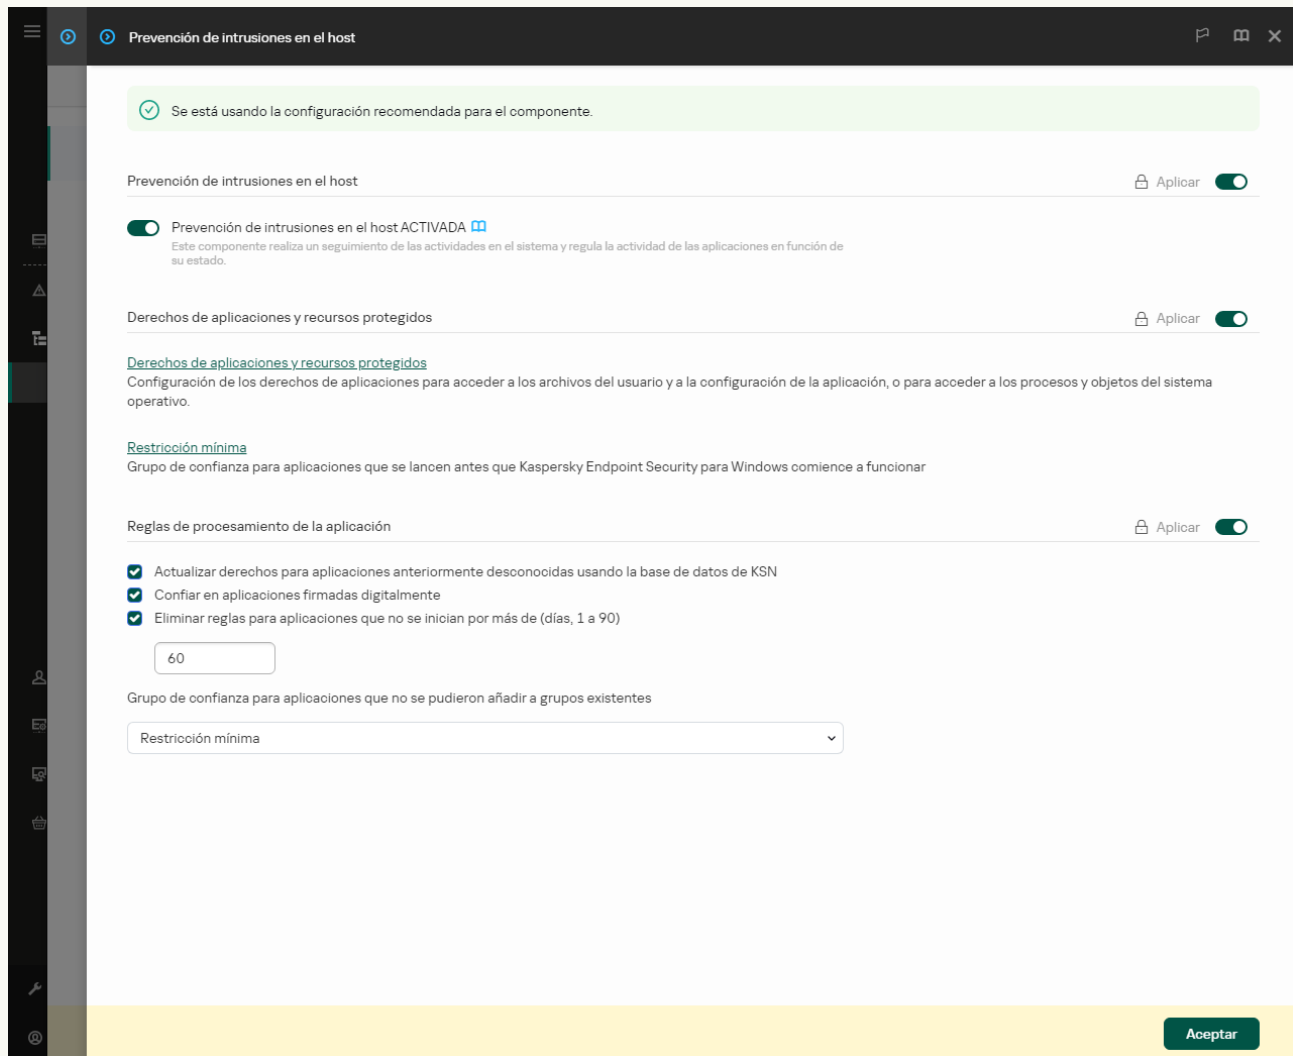 Prevención de intrusiones en el host
Se está usando la configuración recomendada para el componente.
Prevención de intrusiones en el host
Aplicar
Prevención de intrusiones en el host ACTIVADA
Este componente realiza un seguimiento de las actividades en el sistema y regula la actividad de las aplicaciones en función de
su estado.
Derechos de aplicaciones y recursos protegidos
Aplicar
Derechos de aplicaciones y recursos protegidos
Configuración de los derechos de aplicaciones para acceder a los archivos del usuario y a la configuración de la aplicación, o para acceder a los procesos y objetos del sistema
operativo.
Restricción mínima
Grupo de confianza para aplicaciones que se lancen antes que Kaspersky Endpoint Security para Windows comience a funcionar
Reglas de procesamiento de la aplicación
Aplicar
Actualizar derechos para aplicaciones anteriormente desconocidas usando la base de datos de KSN
Confiar en aplicaciones firmadas digitalmente
Eliminar reglas para aplicaciones que no se inician por más de (días, 1 a 90)
60
Grupo de confianza para aplicaciones que no se pudieron añadir a grupos existentes
Restricción mínima
Aceptar